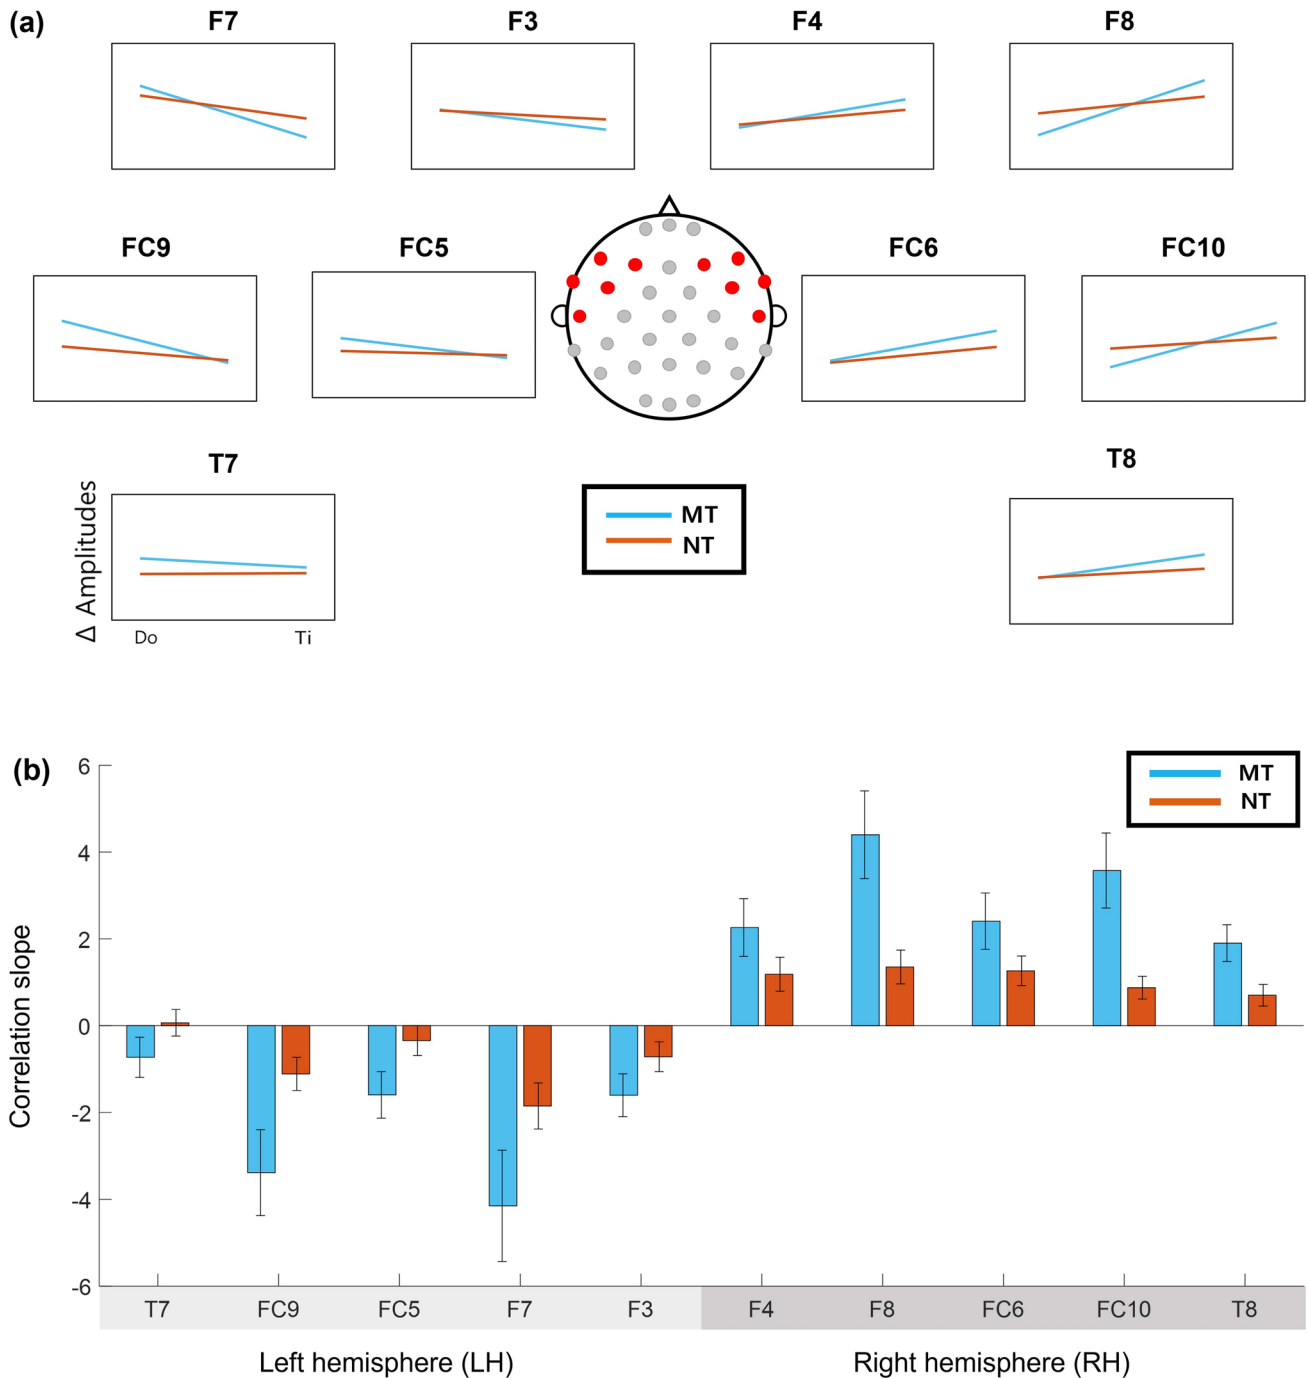 (a)
F7 F3 F4 F8
FC9 FC5 FC6 FC10
T7 T8
Δ Amplitudes
Do Ti
MT
NT
(b)
MT
NT
Correlation slope
6
4
2
0
-2
-4
-6
T7 FC9 FC5 F7 F3 F4 F8 FC6 FC10 T8
Left hemisphere (LH) Right hemisphere (RH)